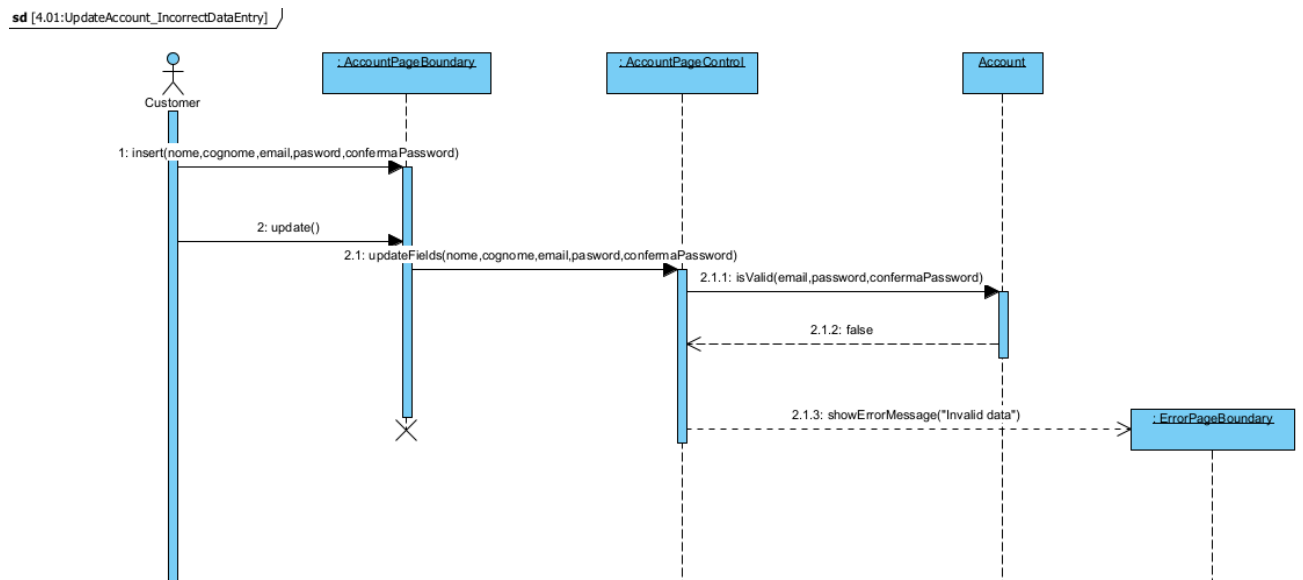 sd [4.01:UpdateAccount_IncorrectDataEntry]
: AccountPageBoundary
: AccountPageControl
Account
Customer
1: insert(nome,cognome,email,pasword,confermaPassword)
2: update()
2.1: updateFields(nome,cognome,email,pasword,confermaPassword)
2.1.1: isValid(email,password,confermaPassword)
2.1.2: false
2.1.3: showErrorMessage("Invalid data")
: ErrorPageBoundary